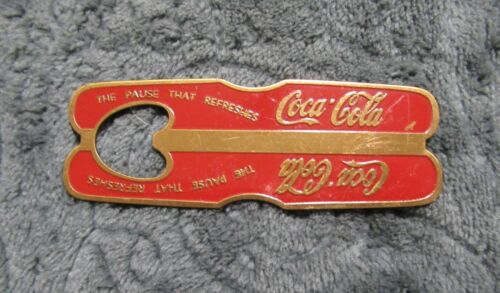 THE PAUSE THAT REFRESHES
Coca-Cola
THE PAUSE THAT REFRESHES
Coca-Cola